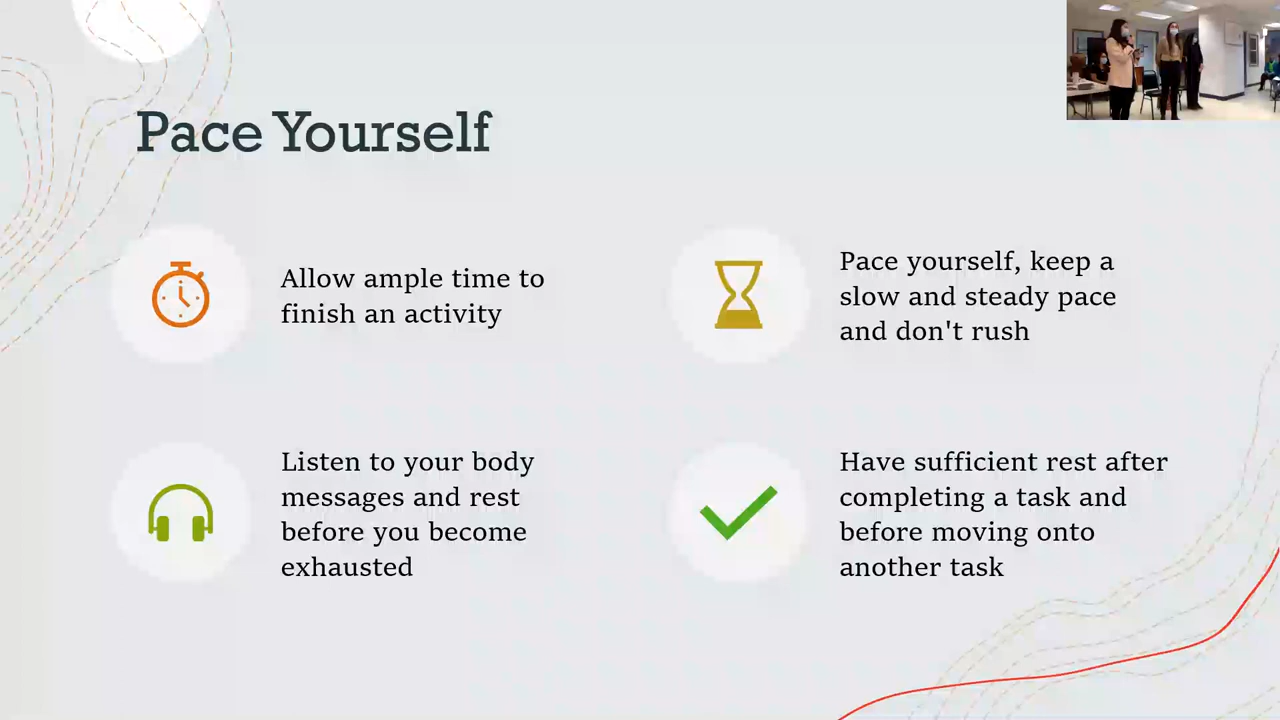 Pace Yourself
Allow ample time to
finish an activity
Pace yourself, keep a
slow and steady pace
and don't rush
Listen to your body
messages and rest
before you become
exhausted
Have sufficient rest after
completing a task and
before moving onto
another task